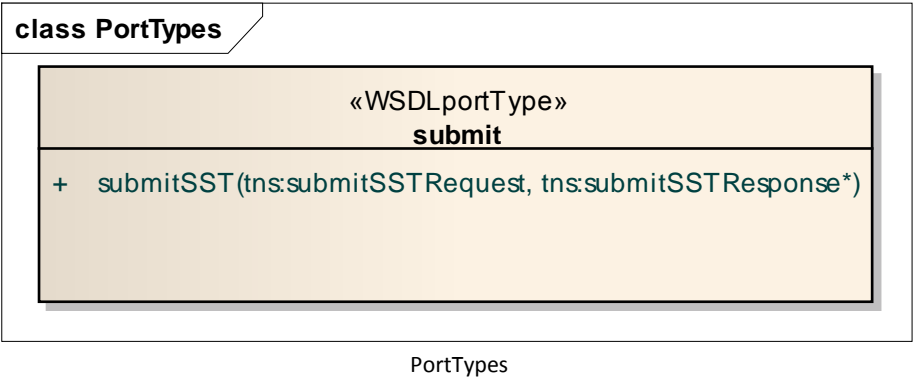 class PortTypes
«WSDLportType»
submit
+ submitSST(tns:submitSSTRequest, tns:submitSSTResponse*)
PortTypes